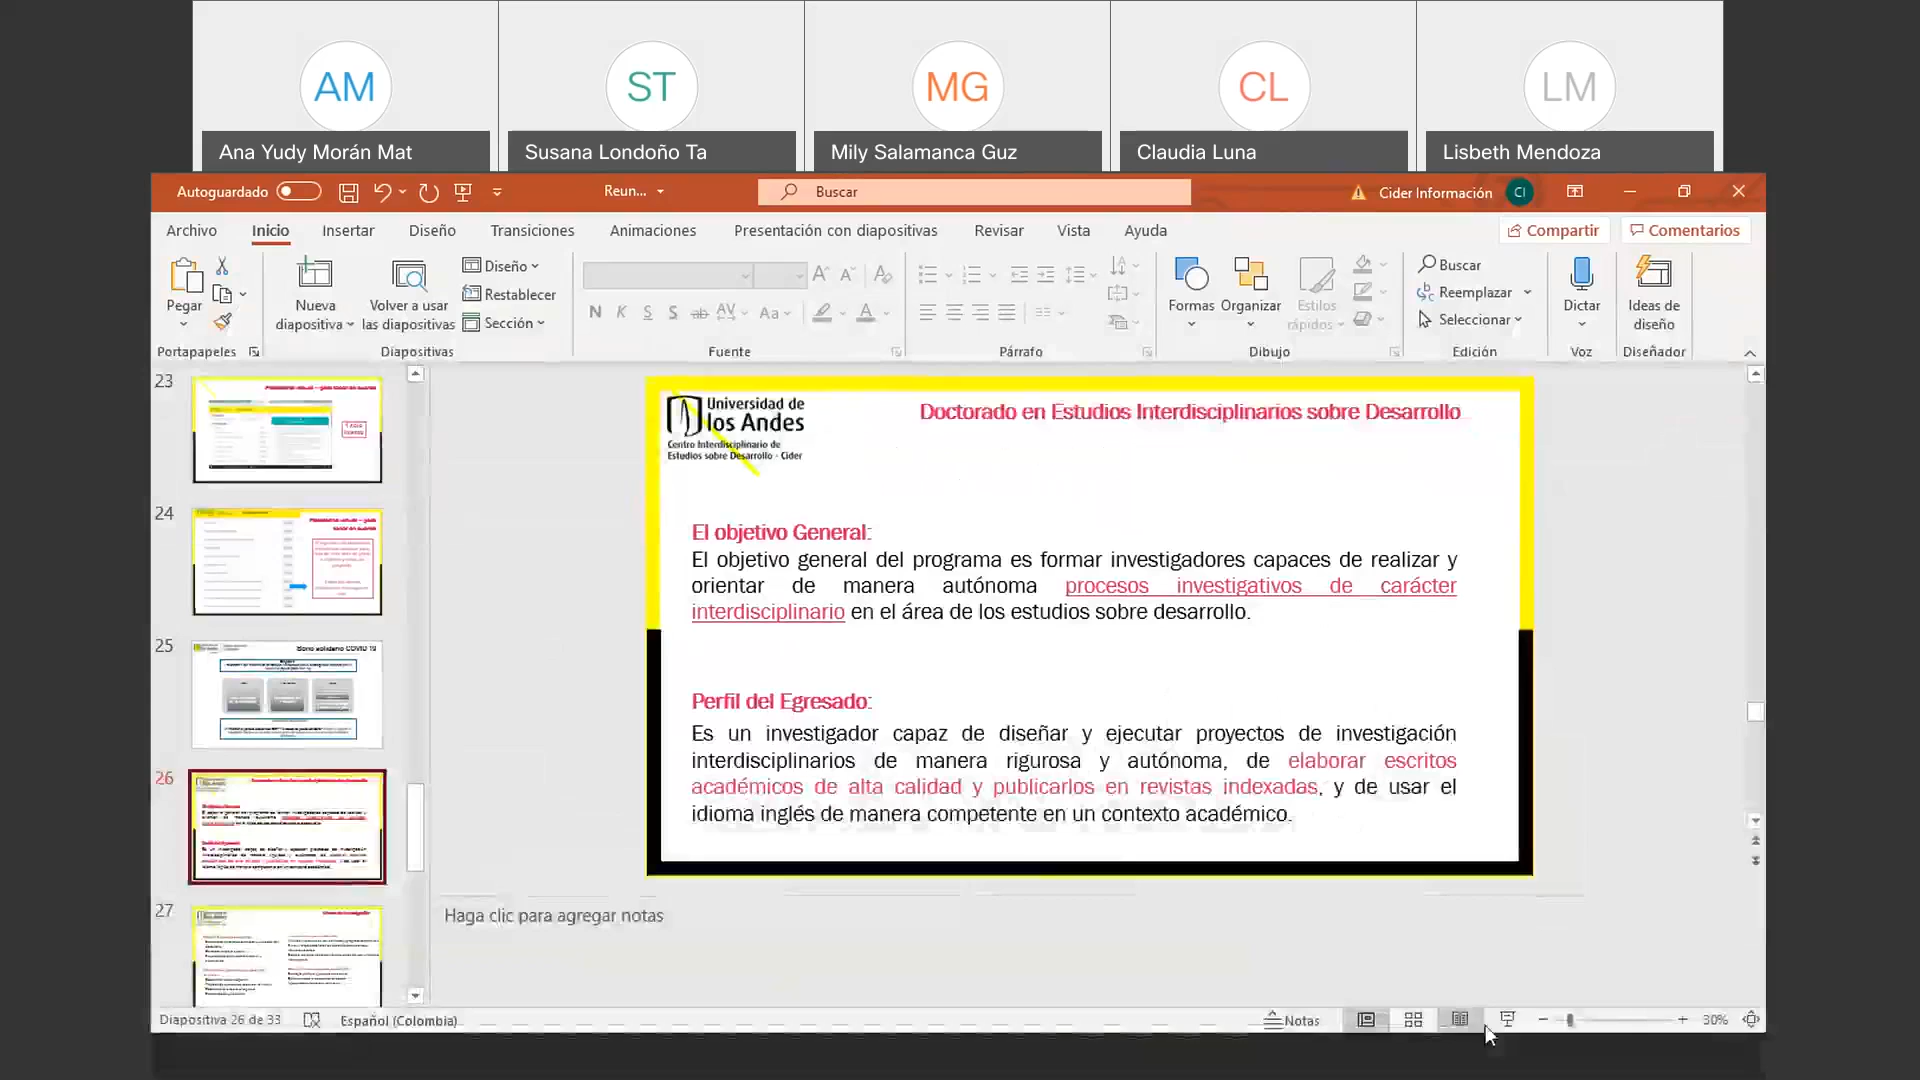 AM
ST
MG
CL
LM
Ana Yudy Morán Mat
Susana Londoño Ta
Mily Salamanca Guz
Claudia Luna
Lisbeth Mendoza
Autoguardado
Reun...
Buscar
Cider Información
CI
Archivo
Inicio
Insertar
Diseño
Transiciones
Animaciones
Presentación con diapositivas
Revisar
Vista
Ayuda
Compartir
Comentarios
Pegar
Nueva
diapositiva
Volver a usar
las diapositivas
Diseño
Restablecer
Sección
N K S S ab AV Aa A
Formas
Organizar
Estilos
rápidos
Buscar
Reemplazar
Seleccionar
Dictar
Ideas de
diseño
Portapapeles
Diapositivas
Fuente
Párrafo
Dibujo
Edición
Voz
Diseñador
23
24
25
Bono solidario COVID 19
26
27
Universidad de
los Andes
Centro Interdisciplinario de
Estudios sobre Desarrollo - Cider
Doctorado en Estudios Interdisciplinarios sobre Desarrollo
El objetivo General:
El objetivo general del programa es formar investigadores capaces de realizar y
orientar de manera autónoma procesos investigativos de carácter
interdisciplinario en el área de los estudios sobre desarrollo.
Perfil del Egresado:
Es un investigador capaz de diseñar y ejecutar proyectos de investigación
interdisciplinarios de manera rigurosa y autónoma, de elaborar escritos
académicos de alta calidad y publicarlos en revistas indexadas, y de usar el
idioma inglés de manera competente en un contexto académico.
Haga clic para agregar notas
Diapositiva 26 de 33
Español (Colombia)
Notas
30%